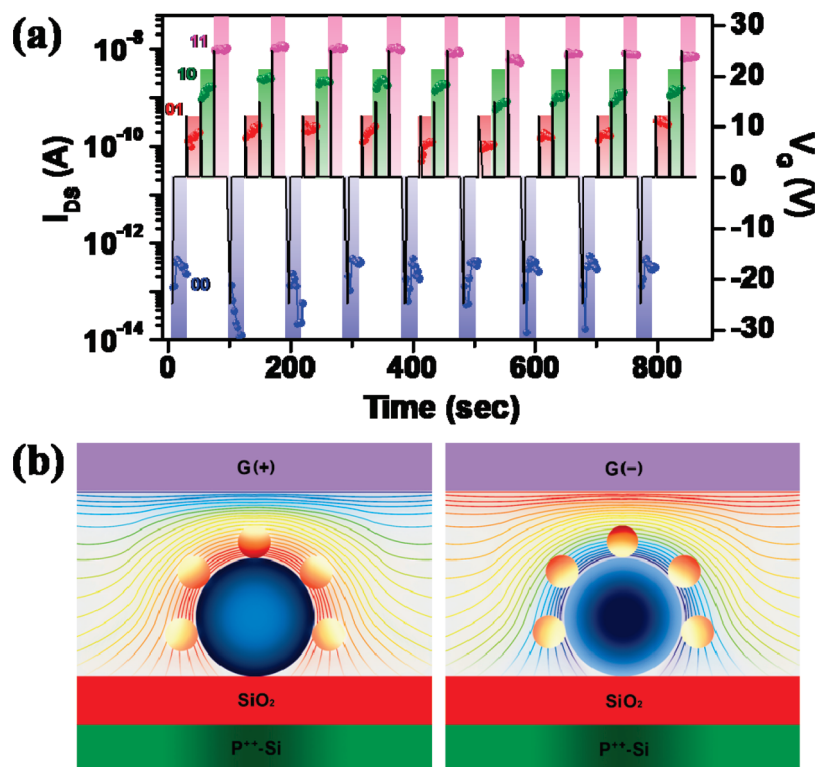 (a)
10⁻⁸
10⁻¹⁰
10⁻¹²
10⁻¹⁴
I_DS (A)
11
10
01
00
30
20
10
0
-10
-20
-30
V_G (V)
0
200
400
600
800
Time (sec)
(b)
G(+)
G(−)
SiO₂
SiO₂
P⁺⁺-Si
P⁺⁺-Si